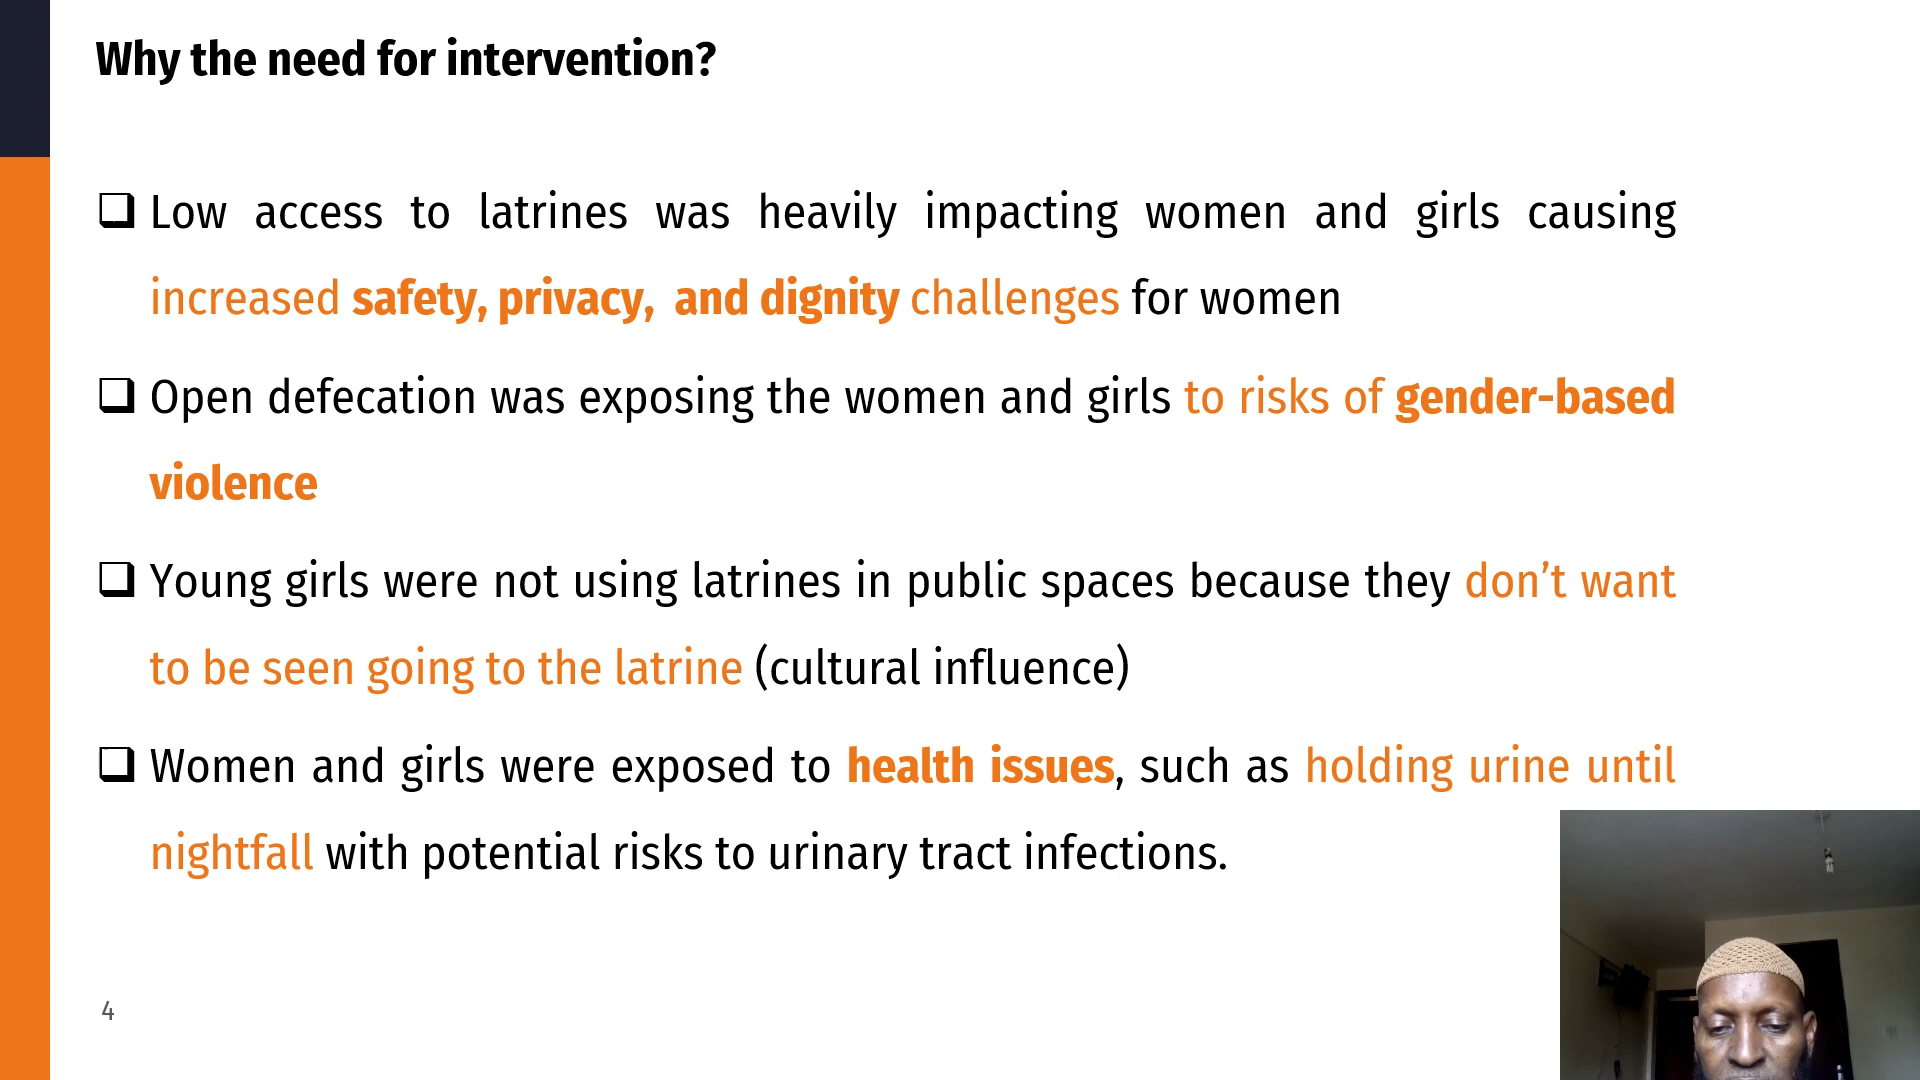 Why the need for intervention?
Low access to latrines was heavily impacting women and girls causing
increased safety, privacy, and dignity challenges for women
Open defecation was exposing the women and girls to risks of gender-based
violence
Young girls were not using latrines in public spaces because they don’t want
to be seen going to the latrine (cultural influence)
Women and girls were exposed to health issues, such as holding urine until
nightfall with potential risks to urinary tract infections.
4